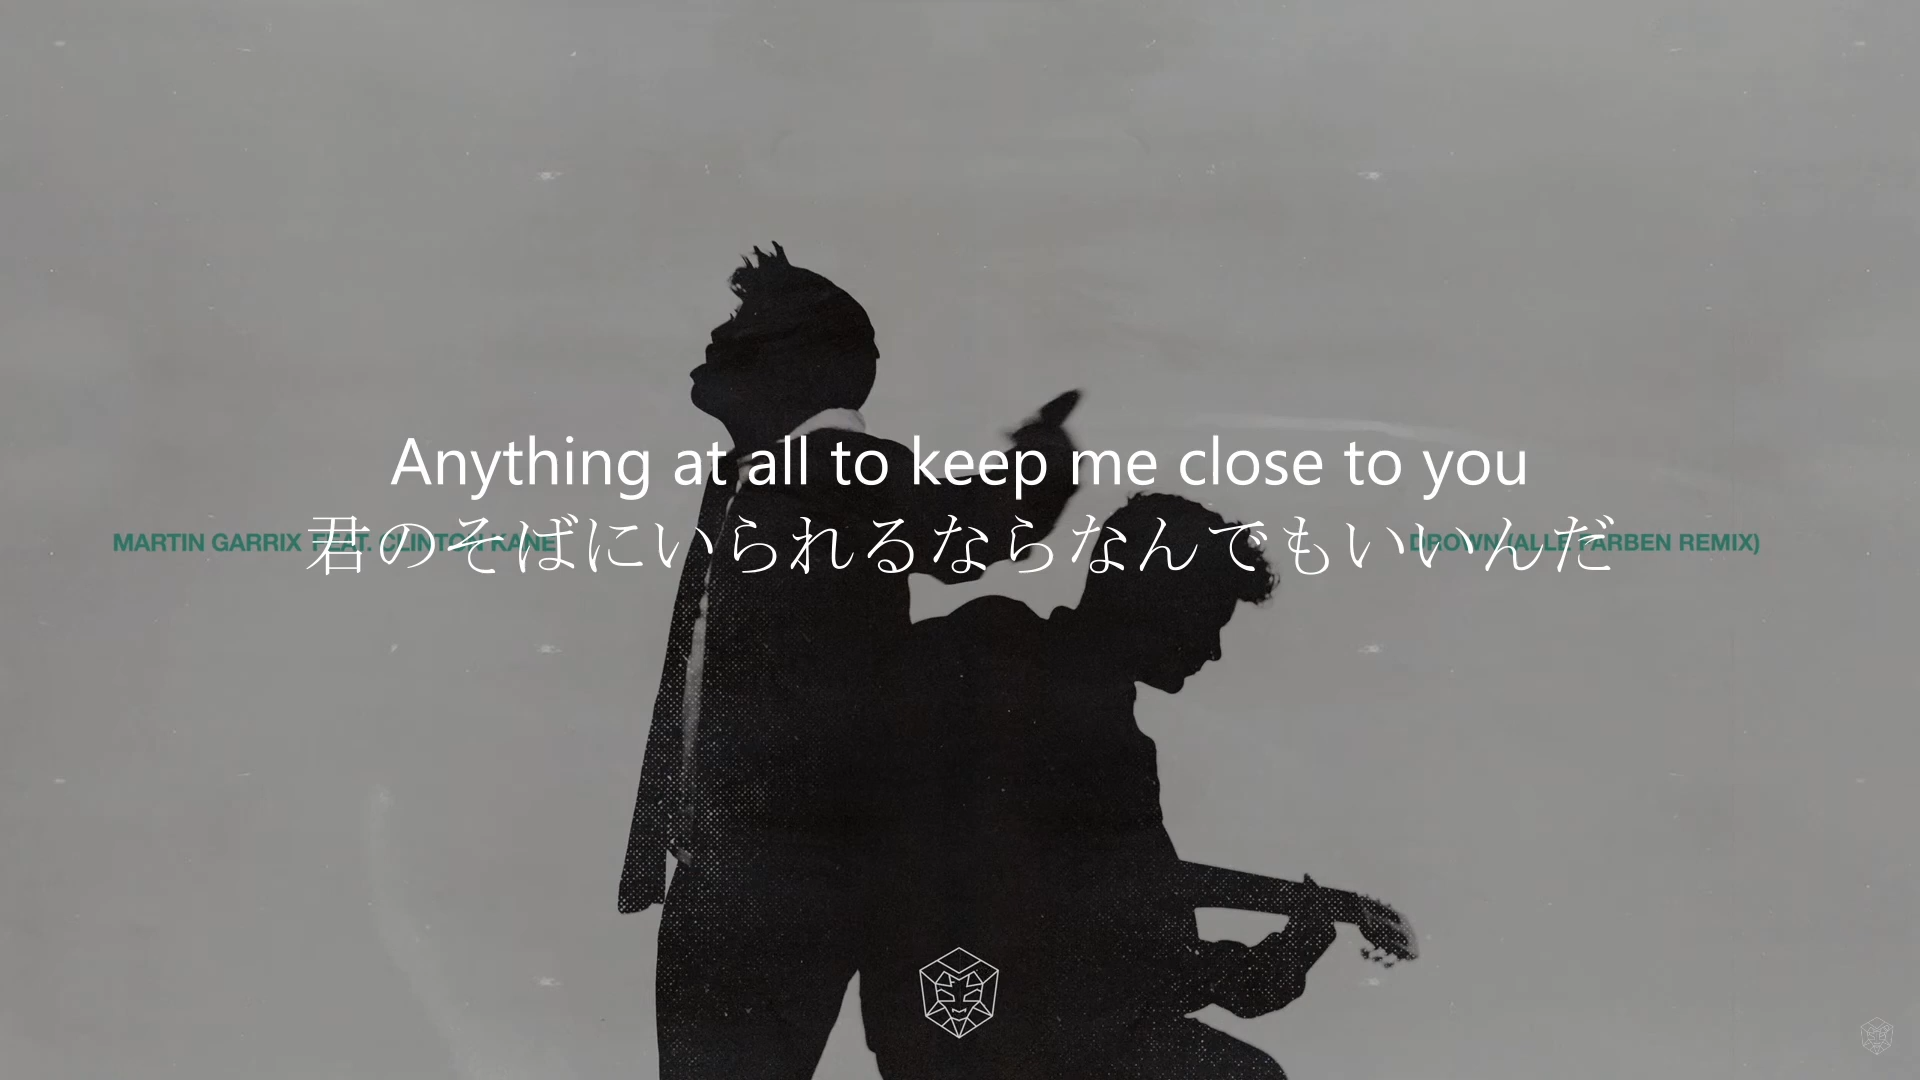 Anything at all to keep me close to you
君のそばにいられるならなんでもいいんだ
MARTIN GARRIX FEAT. CLINTON KANE
DROWN (ALLE FARBEN REMIX)